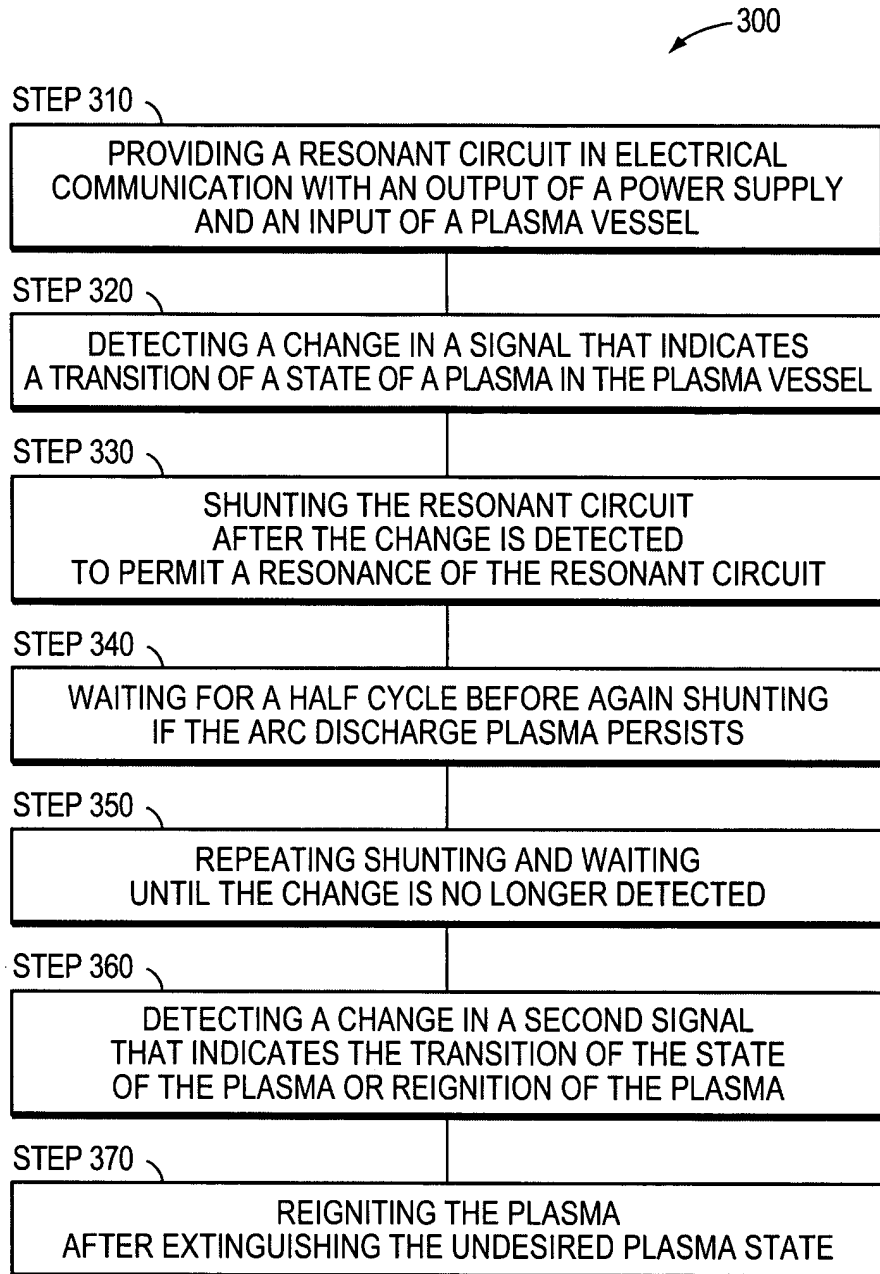 300
STEP 310
PROVIDING A RESONANT CIRCUIT IN ELECTRICAL
COMMUNICATION WITH AN OUTPUT OF A POWER SUPPLY
AND AN INPUT OF A PLASMA VESSEL
STEP 320
DETECTING A CHANGE IN A SIGNAL THAT INDICATES
A TRANSITION OF A STATE OF A PLASMA IN THE PLASMA VESSEL
STEP 330
SHUNTING THE RESONANT CIRCUIT
AFTER THE CHANGE IS DETECTED
TO PERMIT A RESONANCE OF THE RESONANT CIRCUIT
STEP 340
WAITING FOR A HALF CYCLE BEFORE AGAIN SHUNTING
IF THE ARC DISCHARGE PLASMA PERSISTS
STEP 350
REPEATING SHUNTING AND WAITING
UNTIL THE CHANGE IS NO LONGER DETECTED
STEP 360
DETECTING A CHANGE IN A SECOND SIGNAL
THAT INDICATES THE TRANSITION OF THE STATE
OF THE PLASMA OR REIGNITION OF THE PLASMA
STEP 370
REIGNITING THE PLASMA
AFTER EXTINGUISHING THE UNDESIRED PLASMA STATE